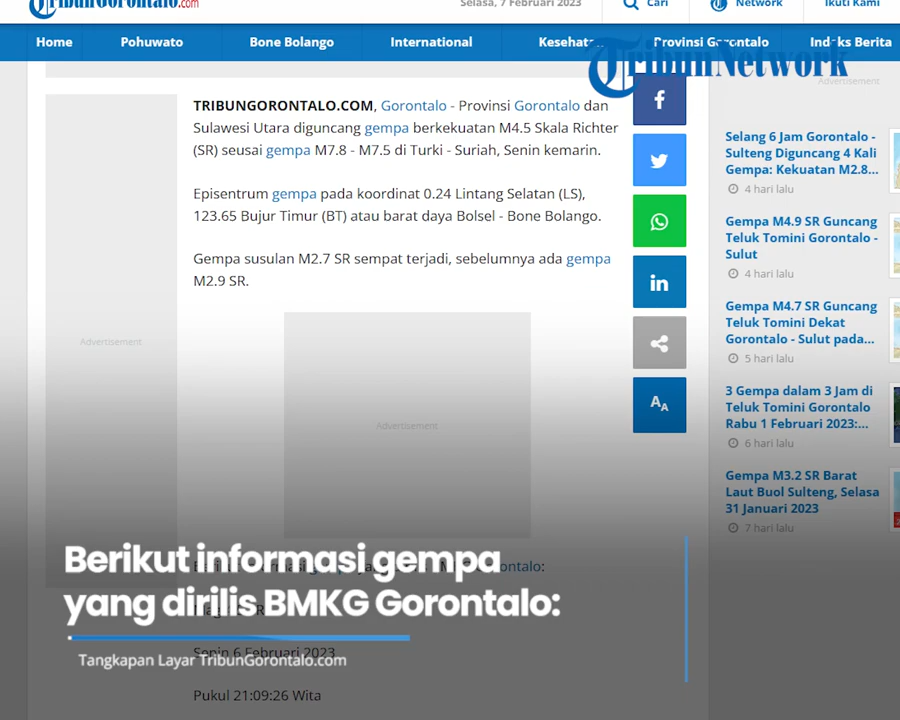 TribunGorontalo.com
Selasa, 7 Februari 2023
Cari
Network
Ikuti Kami
Home
Pohuwato
Bone Bolango
International
Provinsi Gorontalo
Indeks Berita
TribunNetwork
Advertisement
TRIBUNGORONTALO.COM, Gorontalo - Provinsi Gorontalo dan
Sulawesi Utara diguncang gempa berkekuatan M4.5 Skala Richter
(SR) seusai gempa M7.8 - M7.5 di Turki - Suriah, Senin kemarin.
Episentrum gempa pada koordinat 0.24 Lintang Selatan (LS),
123.65 Bujur Timur (BT) atau barat daya Bolsel - Bone Bolango.
Gempa susulan M2.7 SR sempat terjadi, sebelumnya ada gempa
M2.9 SR.
Advertisement
Advertisement
Selang 6 Jam Gorontalo -
Sulteng Diguncang 4 Kali
Gempa: Kekuatan M2.8...
4 hari lalu
Gempa M4.9 SR Guncang
Teluk Tomini Gorontalo -
Sulut
4 hari lalu
Gempa M4.7 SR Guncang
Teluk Tomini Dekat
Gorontalo - Sulut pada...
5 hari lalu
3 Gempa dalam 3 Jam di
Teluk Tomini Gorontalo
Rabu 1 Februari 2023:...
6 hari lalu
Gempa M3.2 SR Barat
Laut Buol Sulteng, Selasa
31 Januari 2023
7 hari lalu
Berikut informasi gempa
yang dirilis BMKG Gorontalo:
Senin 6 Februari 2023
Tangkapan Layar TribunGorontalo.com
Pukul 21:09:26 Wita